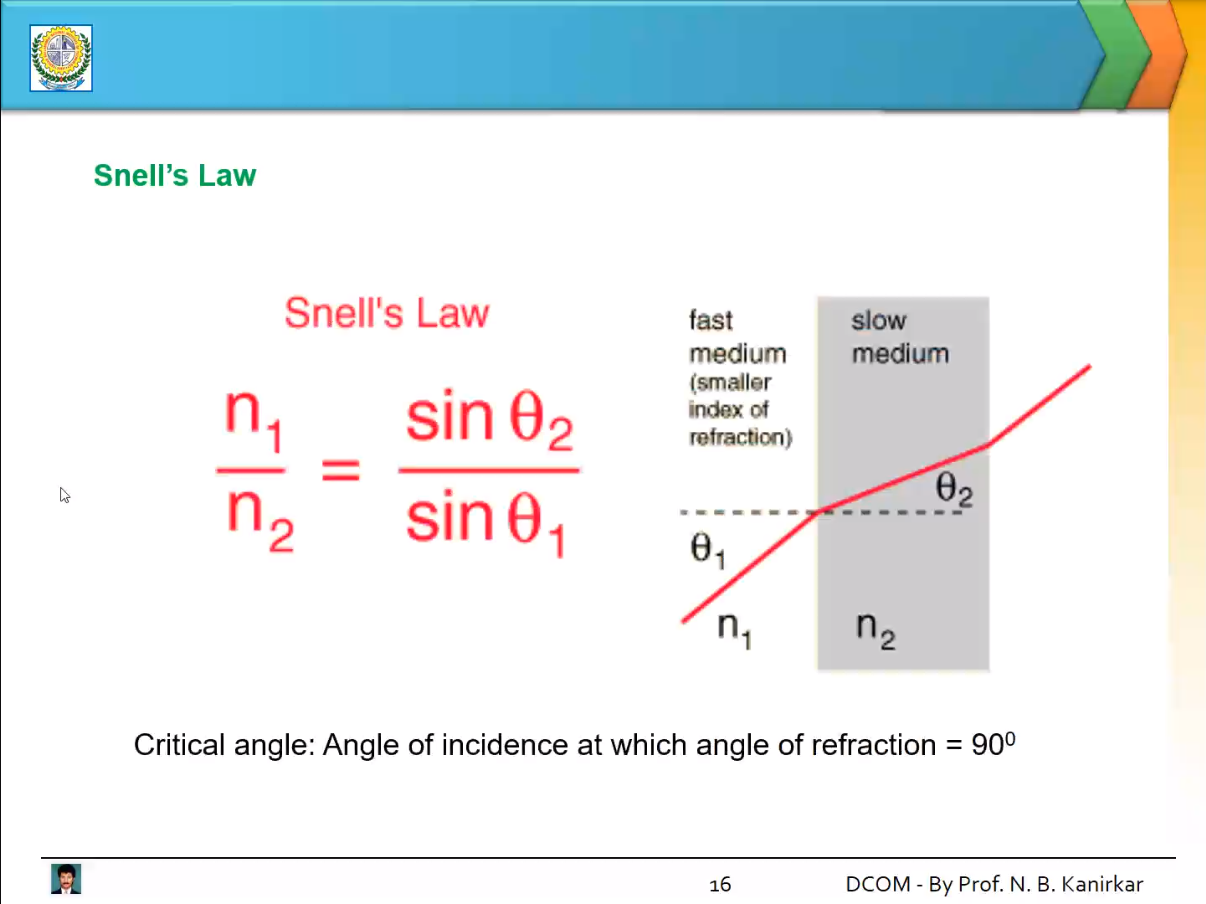 Snell’s Law
Snell's Law
n₁
n₂
=
sin θ₂
sin θ₁
fast
medium
(smaller
index of
refraction)
slow
medium
θ₂
θ₁
n₁
n₂
Critical angle: Angle of incidence at which angle of refraction = 90⁰
16
DCOM - By Prof. N. B. Kanirkar